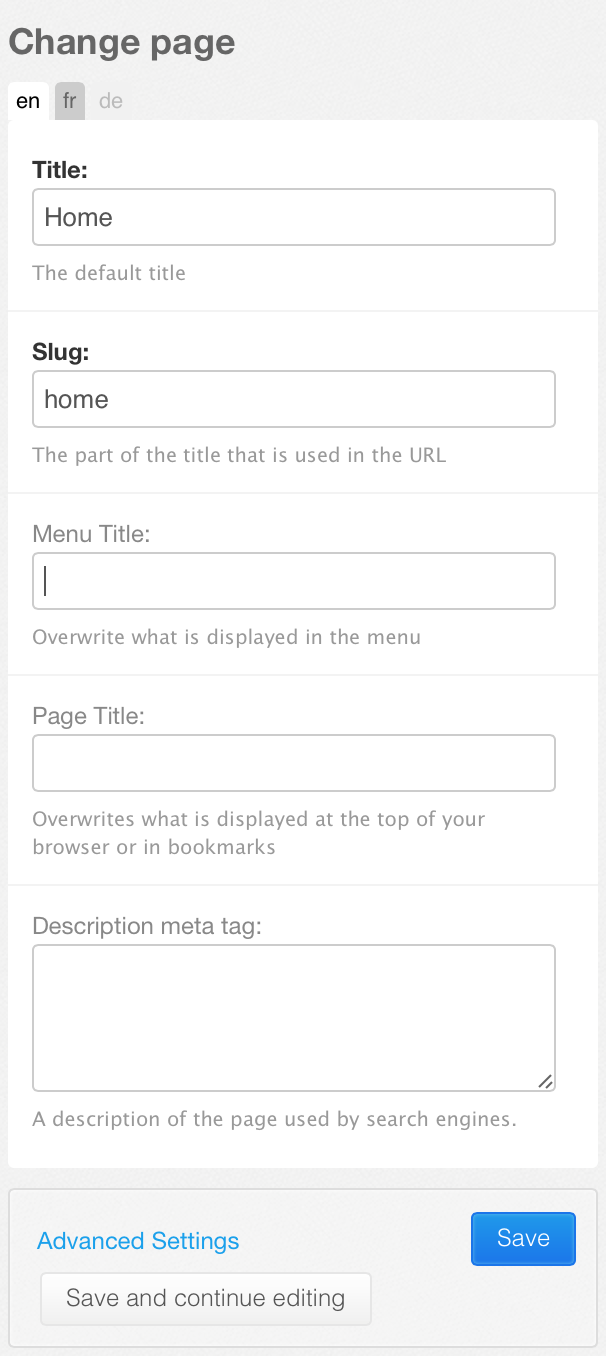 Change page
en fr de
Title:
Home
The default title
Slug:
home
The part of the title that is used in the URL
Menu Title:
Overwrite what is displayed in the menu
Page Title:
Overwrites what is displayed at the top of your
browser or in bookmarks
Description meta tag:
A description of the page used by search engines.
Advanced Settings
Save
Save and continue editing